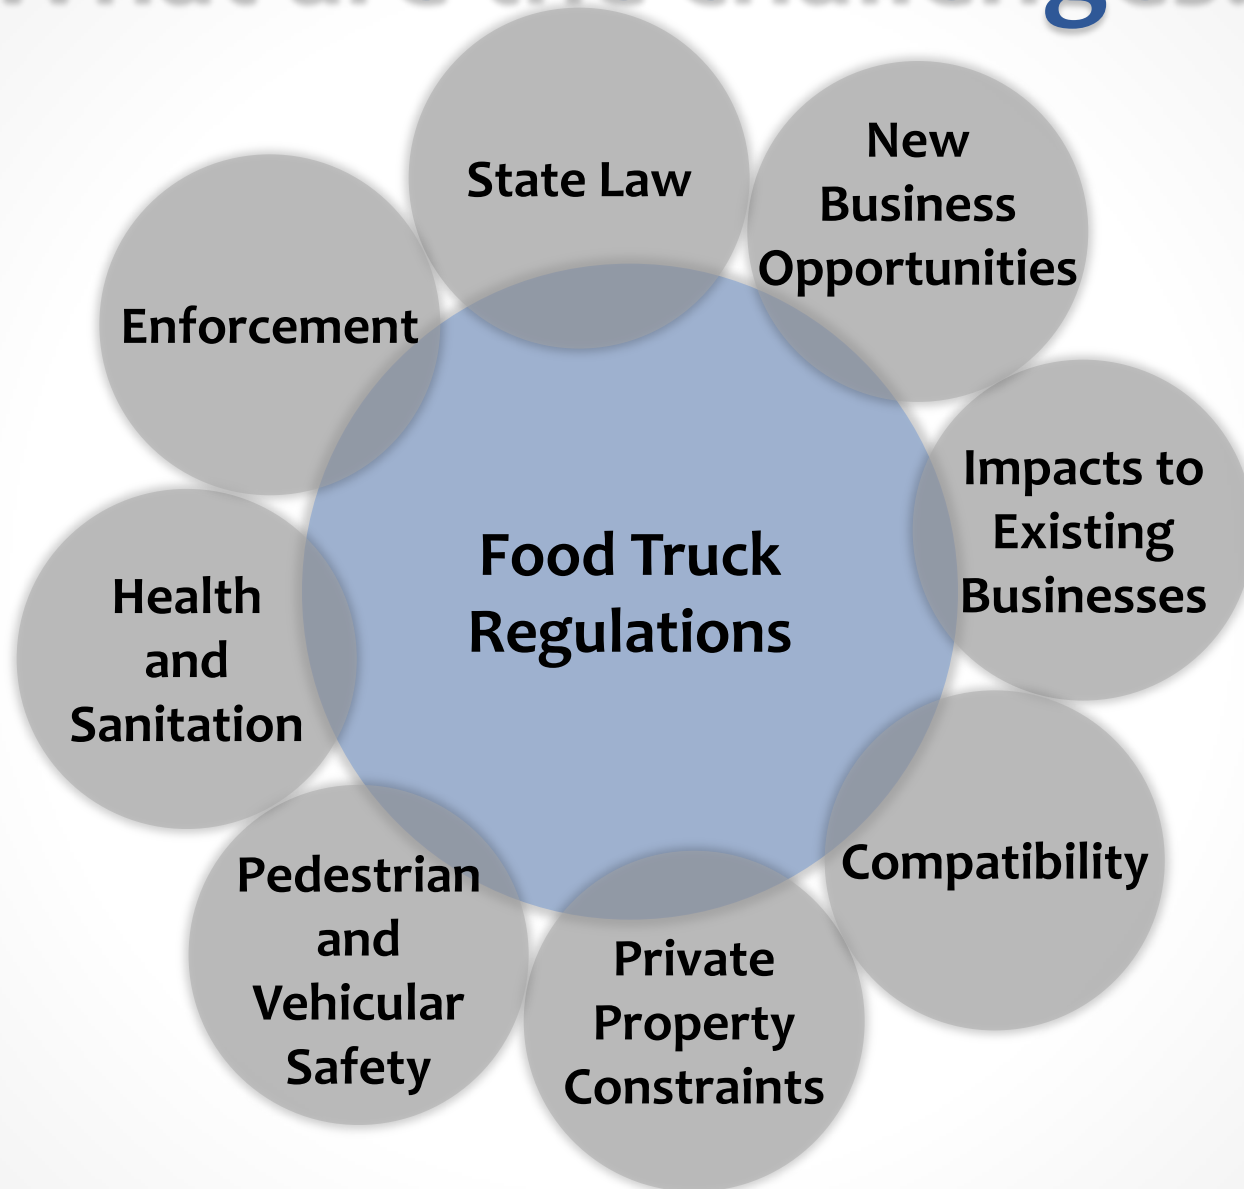 State Law
New
Business
Opportunities
Enforcement
Impacts to
Existing
Businesses
Food Truck
Regulations
Health
and
Sanitation
Compatibility
Pedestrian
and
Vehicular
Safety
Private
Property
Constraints